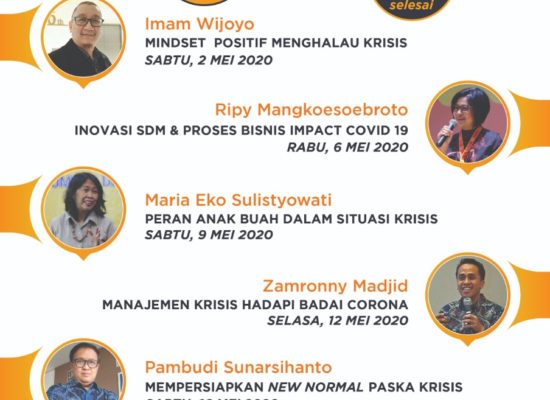 selesai
Imam Wijoyo
MINDSET POSITIF MENGHALAU KRISIS
SABTU, 2 MEI 2020
Ripy Mangkoesoebroto
INOVASI SDM & PROSES BISNIS IMPACT COVID 19
RABU, 6 MEI 2020
Maria Eko Sulistyowati
PERAN ANAK BUAH DALAM SITUASI KRISIS
SABTU, 9 MEI 2020
Zamronny Madjid
MANAJEMEN KRISIS HADAPI BADAI CORONA
SELASA, 12 MEI 2020
Pambudi Sunarsihanto
MEMPERSIAPKAN NEW NORMAL PASKA KRISIS